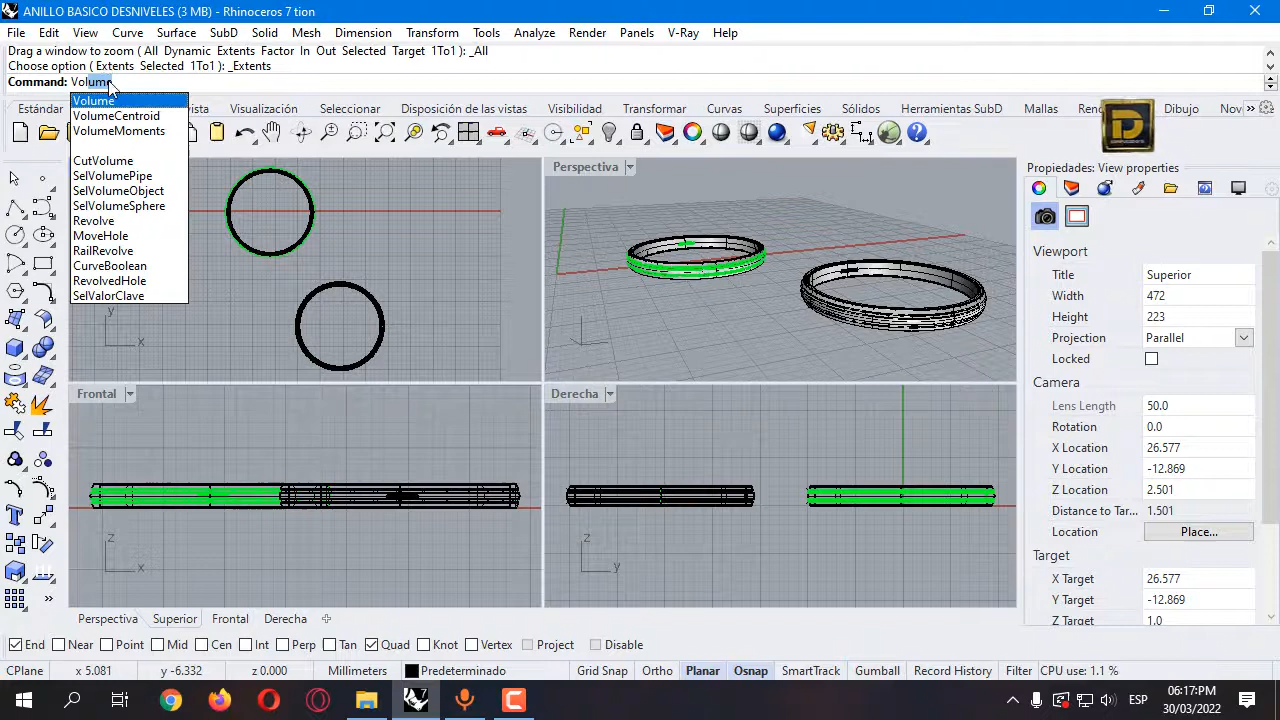 ANILLO BASICO DESNIVELES (3 MB) - Rhinoceros 7 tion
File Edit View Curve Surface SubD Solid Mesh Dimension Transform Tools Analyze Render Panels V-Ray Help
Drag a window to zoom ( All Dynamic Extents Factor In Out Selected Target 1To1 ): _All
Choose option ( Extents Selected 1To1 ): _Extents
Command: Volume
Volume
VolumeCentroid
VolumeMoments
CutVolume
SelVolumePipe
SelVolumeObject
SelVolumeSphere
Revolve
MoveHole
RailRevolve
CurveBoolean
RevolvedHole
SelValorClave
Estándar vista Visualización Seleccionar Disposiciones de vistas Visibilidad Transformar Curvas Superficies Sólidos Herramientas SubD Mallas Dibujo
Perspectiva
y
x
Frontal
z
x
Derecha
z
y
Propiedades: View properties
Viewport
Title Superior
Width 472
Height 223
Projection Parallel
Locked
Camera
Lens Length 50.0
Rotation 0.0
X Location 26.577
Y Location -12.869
Z Location 2.501
Distance to Tar... 1.501
Location Place...
Target
X Target 26.577
Y Target -12.869
Z Target 1.0
Perspectiva Superior Frontal Derecha
End Near Point Mid Cen Int Perp Tan Quad Knot Vertex Project Disable
CPlane x 5.081 y -6.332 z 0.000 Millimeters Predeterminado Grid Snap Ortho Planar Osnap SmartTrack Gumball Record History Filter CPU use: 1.1 %
ESP
06:17:PM
30/03/2022